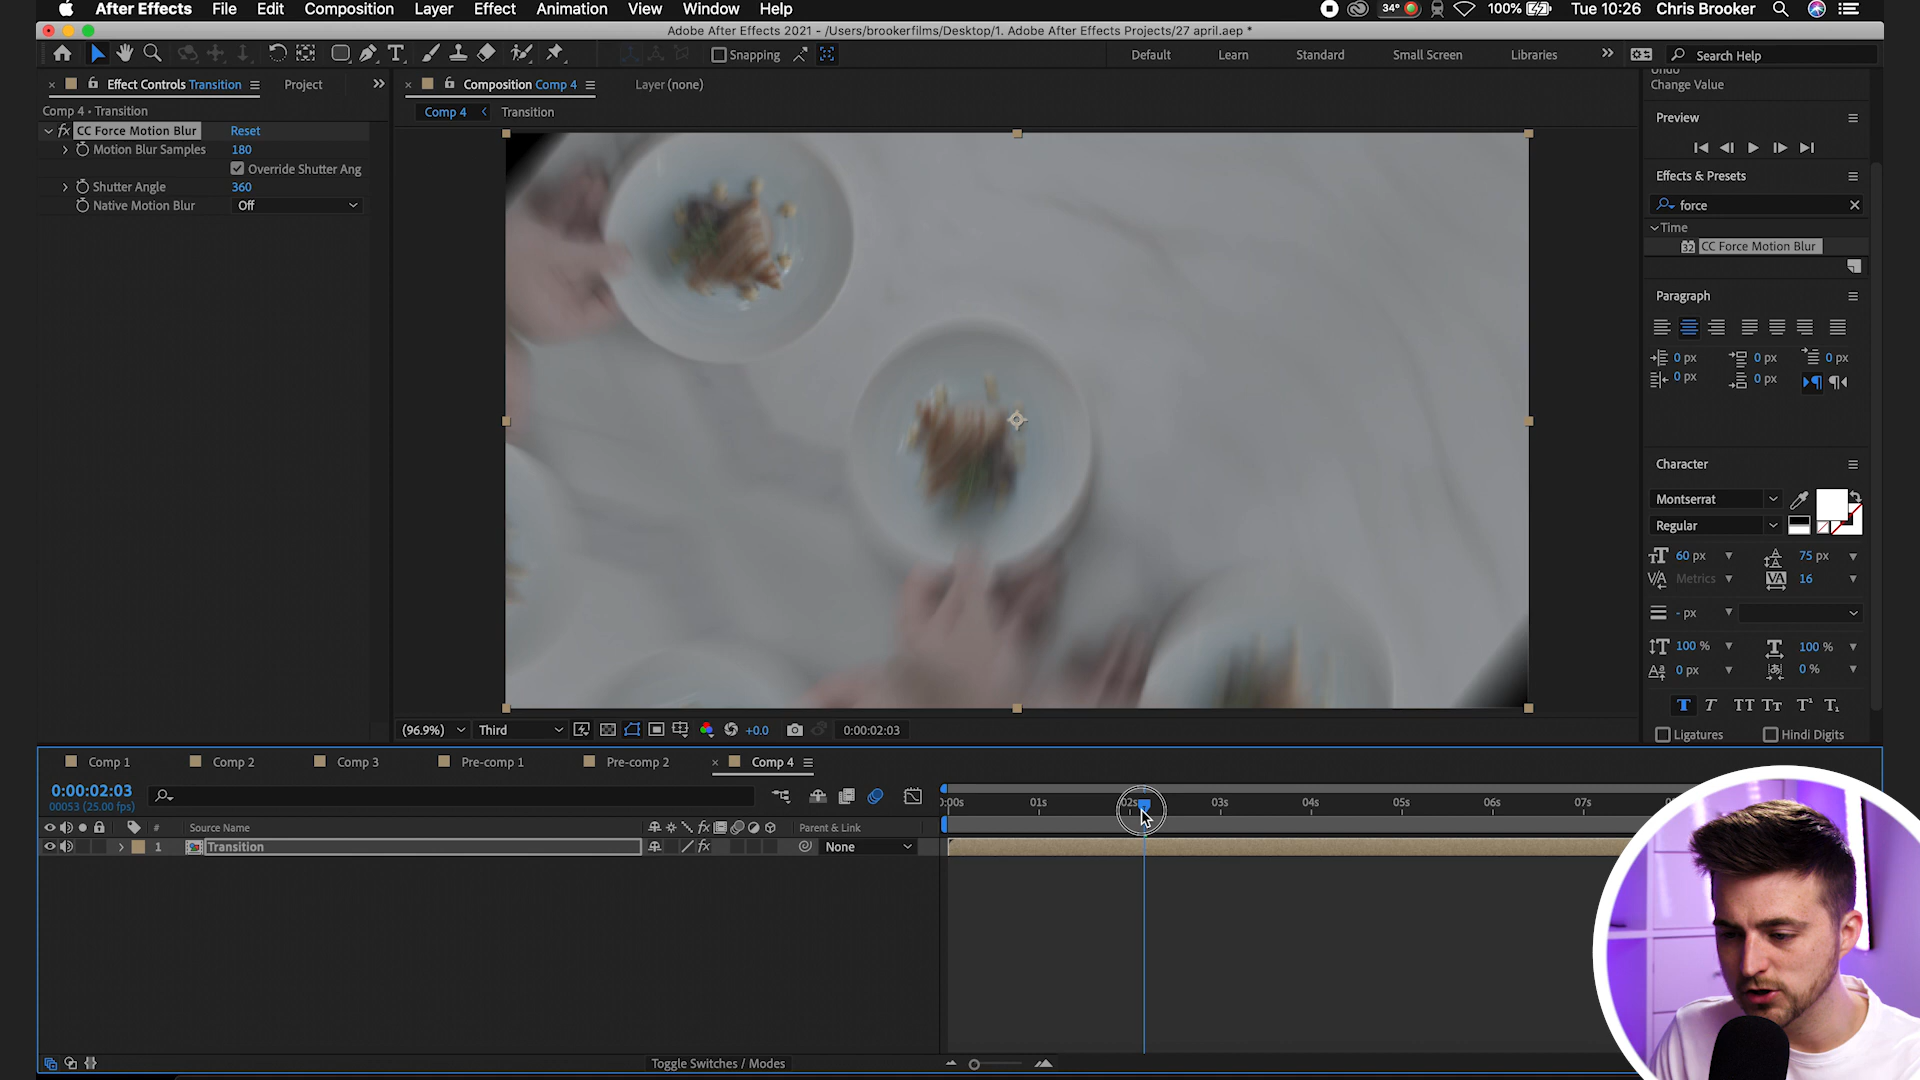 After Effects File Edit Composition Layer Effect Animation View Window Help 34° 100% Tue 10:26 Chris Brooker
Adobe After Effects 2021 - /Users/brookerfilms/Desktop/1. Adobe After Effects Projects/27 april.aep *
Snapping Default Learn Standard Small Screen Libraries Search Help
Effect Controls Transition Project Composition Comp 4 Layer (none)
Comp 4 • Transition
Comp 4 Transition
CC Force Motion Blur Reset
Motion Blur Samples 180
Override Shutter Ang
Shutter Angle 360
Native Motion Blur Off
Undo
Change Value
Preview
Effects & Presets
force
Time
32 CC Force Motion Blur
Paragraph
0 px 0 px 0 px
0 px 0 px
Character
Montserrat
Regular
60 px 75 px
Metrics 16
- px
100 % 100 %
0 px 0 %
Ligatures Hindi Digits
(96.9%) Third +0.0 0:00:02:03
Comp 1 Comp 2 Comp 3 Pre-comp 1 Pre-comp 2 Comp 4
0:00:02:03
00053 (25.00 fps)
:00s 01s 02s 03s 04s 05s 06s 07s
# Source Name Parent & Link
1 Transition None
Toggle Switches / Modes